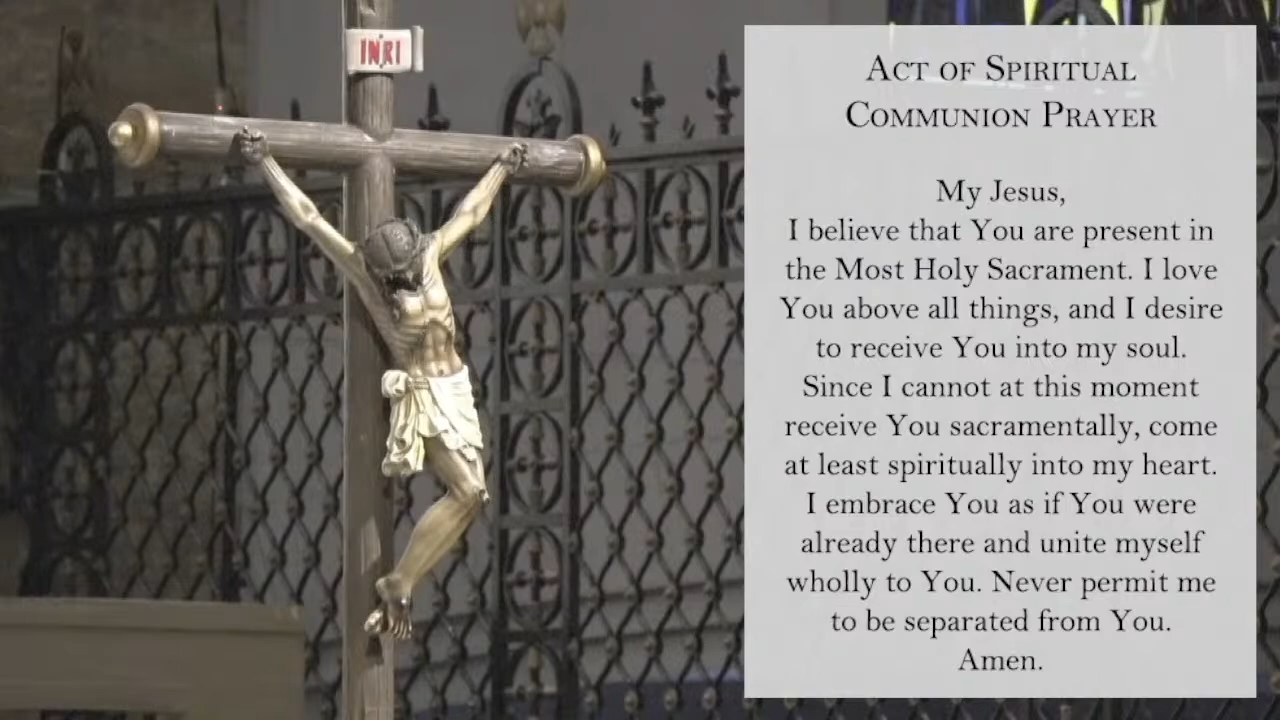 INRI
Act of Spiritual
Communion Prayer
My Jesus,
I believe that You are present in
the Most Holy Sacrament. I love
You above all things, and I desire
to receive You into my soul.
Since I cannot at this moment
receive You sacramentally, come
at least spiritually into my heart.
I embrace You as if You were
already there and unite myself
wholly to You. Never permit me
to be separated from You.
Amen.